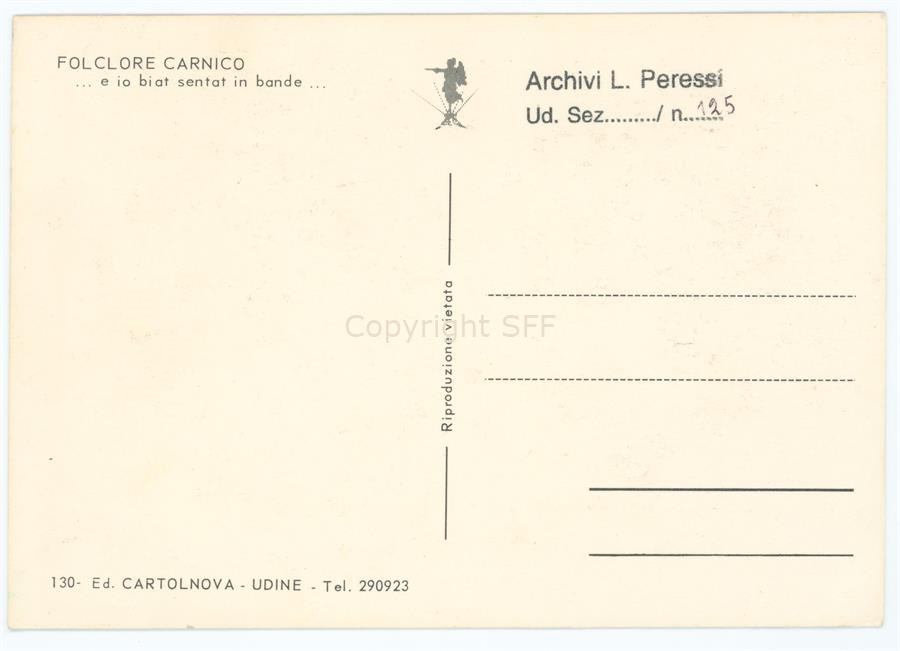 FOLCLORE CARNICO
... e io biat sentat in bande ...
Archivi L. Peressi
Ud. Sez........./ n.......125
Riproduzione vietata
Copyright SFF
130- Ed. CARTOLNOVA - UDINE - Tel. 290923